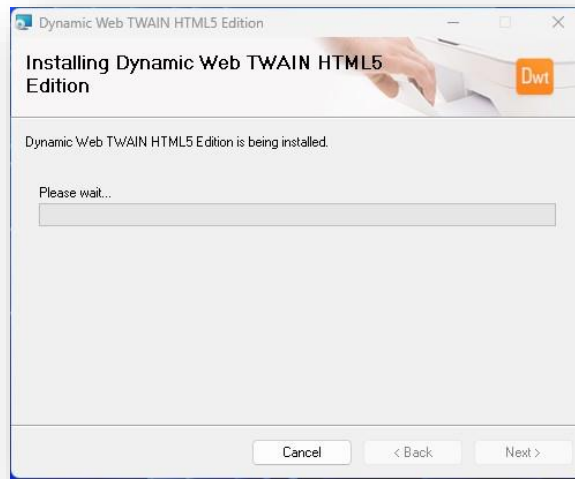 Dynamic Web TWAIN HTML5 Edition
Installing Dynamic Web TWAIN HTML5
Edition
Dwt
Dynamic Web TWAIN HTML5 Edition is being installed.
Please wait...
Cancel
< Back
Next >